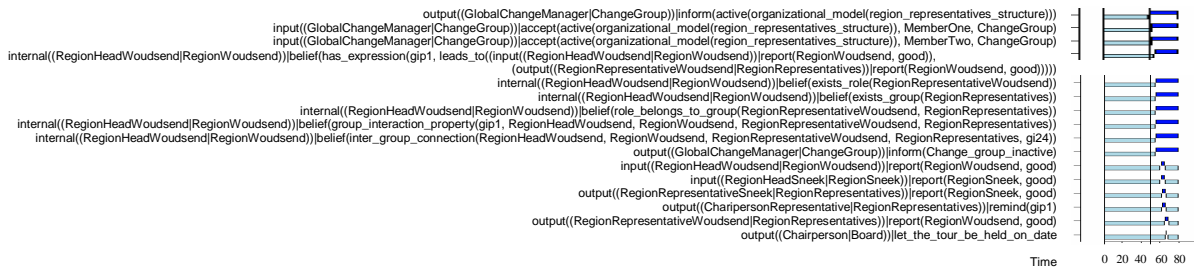 output((GlobalChangeManager|ChangeGroup))|inform(active(organizational_model(region_representatives_structure)))
input((GlobalChangeManager|ChangeGroup))|accept(active(organizational_model(region_representatives_structure)), MemberOne, ChangeGroup)
input((GlobalChangeManager|ChangeGroup))|accept(active(organizational_model(region_representatives_structure)), MemberTwo, ChangeGroup)
internal((RegionHeadWoudsend|RegionWoudsend))|belief(has_expression(gip1, leads_to((input((RegionHeadWoudsend|RegionWoudsend))|report(RegionWoudsend, good)),
(output((RegionRepresentativeWoudsend|RegionRepresentatives))|report(RegionWoudsend, good)))))
internal((RegionHeadWoudsend|RegionWoudsend))|belief(exists_role(RegionRepresentativeWoudsend))
internal((RegionHeadWoudsend|RegionWoudsend))|belief(exists_group(RegionRepresentatives))
internal((RegionHeadWoudsend|RegionWoudsend))|belief(role_belongs_to_group(RegionRepresentativeWoudsend, RegionRepresentatives))
internal((RegionHeadWoudsend|RegionWoudsend))|belief(group_interaction_property(gip1, RegionHeadWoudsend, RegionWoudsend, RegionRepresentativeWoudsend, RegionRepresentatives))
internal((RegionHeadWoudsend|RegionWoudsend))|belief(inter_group_connection(RegionHeadWoudsend, RegionWoudsend, RegionRepresentativeWoudsend, RegionRepresentatives, gi24))
output((GlobalChangeManager|ChangeGroup))|inform(Change_group_inactive)
input((RegionHeadWoudsend|RegionWoudsend))|report(RegionWoudsend, good)
input((RegionHeadSneek|RegionSneek))|report(RegionSneek, good)
output((RegionRepresentativeSneek|RegionRepresentatives))|report(RegionSneek, good)
output((ChairipersonRepresentative|RegionRepresentatives))|remind(gip1)
output((RegionRepresentativeWoudsend|RegionRepresentatives))|report(RegionWoudsend, good)
output((Chairperson|Board))|let_the_tour_be_held_on_date
Time 0 20 40 60 80